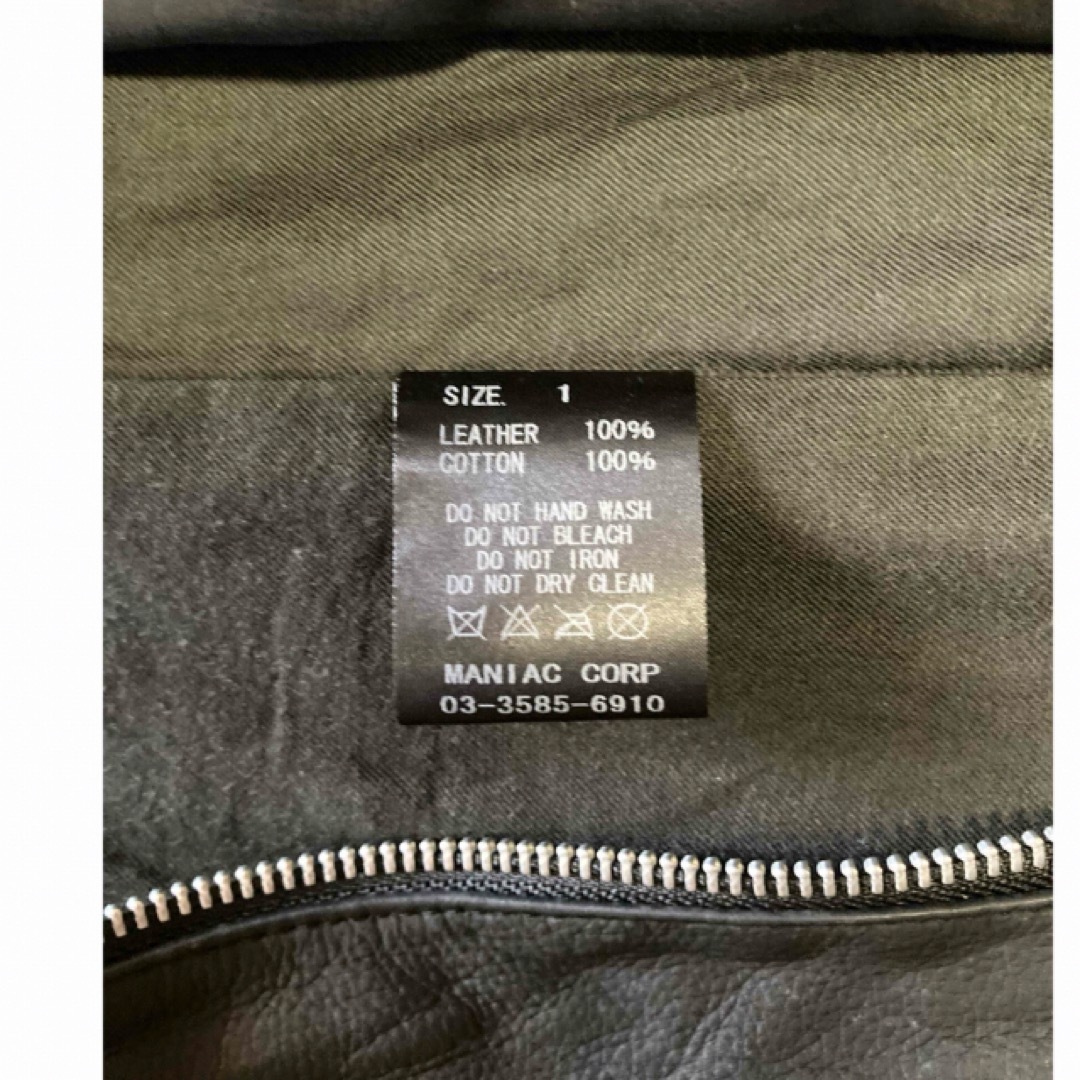 SIZE. 1
LEATHER 100%
COTTON 100%
DO NOT HAND WASH
DO NOT BLEACH
DO NOT IRON
DO NOT DRY CLEAN
MANIAC CORP
03-3585-6910